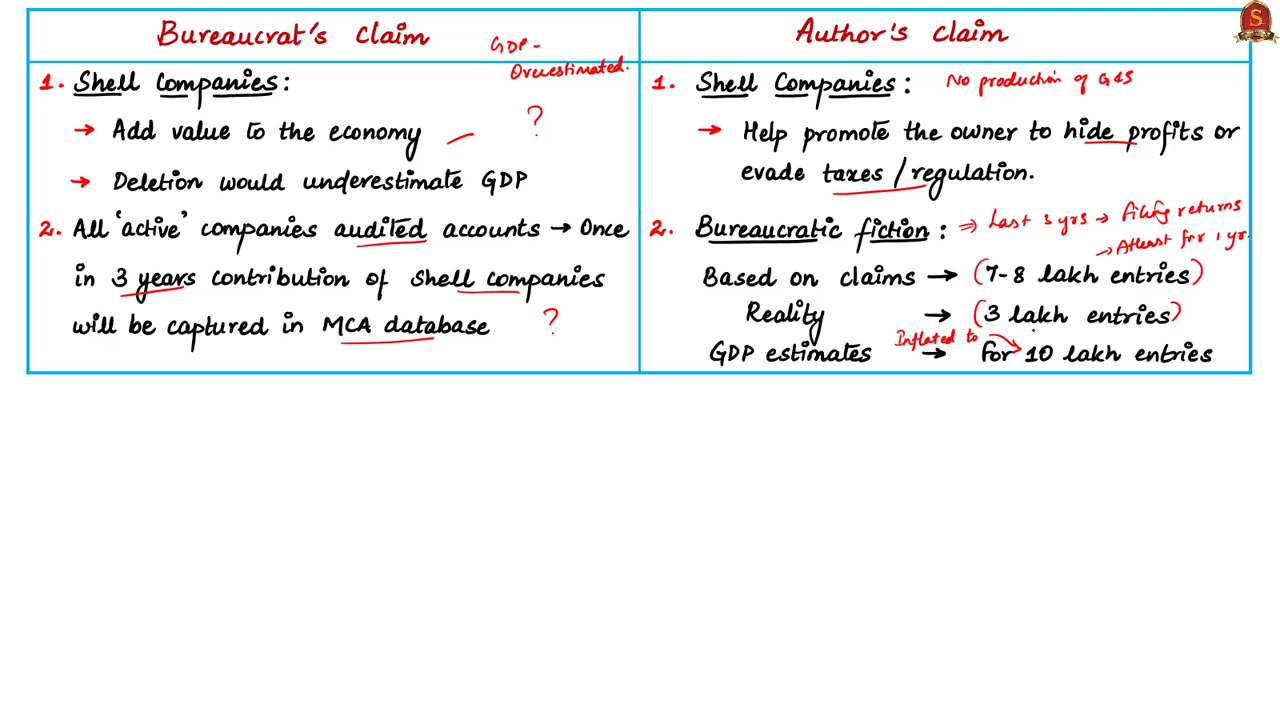 Bureaucrat's Claim
GDP -
Overestimated.
1. Shell Companies:
→ Add value to the economy
?
→ Deletion would underestimate GDP
2. All 'active' companies audited accounts → Once
in 3 years contribution of shell companies
will be captured in MCA database
?
Author's Claim
1. Shell Companies: No production of G&S
→ Help promote the owner to hide profits or
evade taxes / regulation.
2. Bureaucratic fiction: ⇒ Last 3 yrs → Filing returns
→ Atleast for 1 yr.
Based on claims → (7-8 lakh entries)
Reality → (3 lakh entries)
Inflated to
GDP estimates → for 10 lakh entries
S